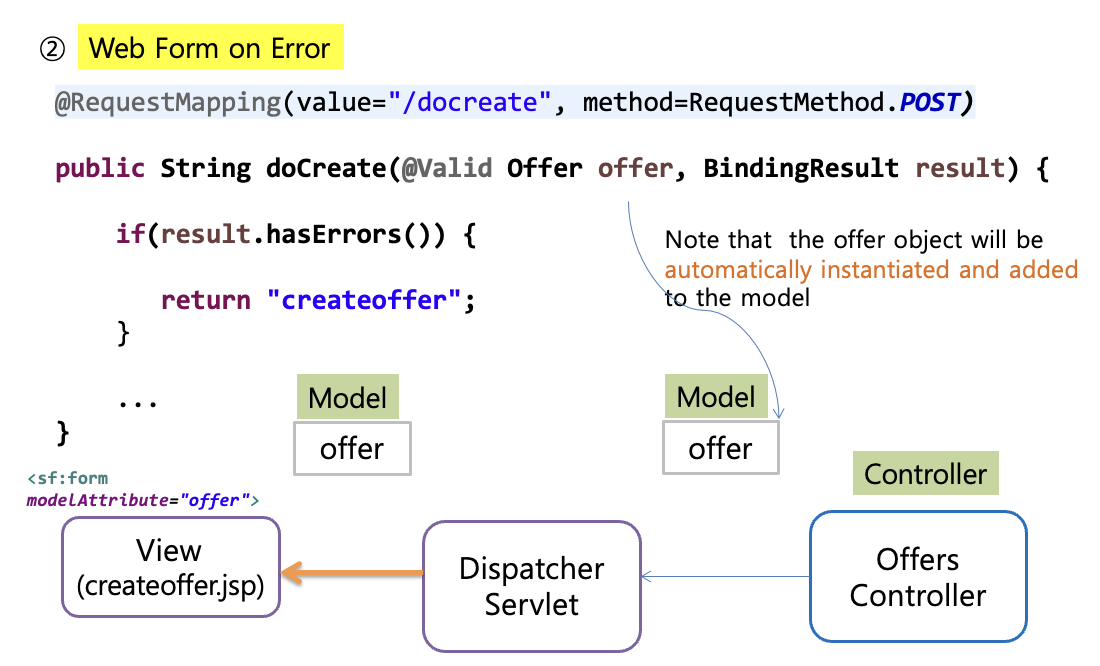 ② Web Form on Error
@RequestMapping(value="/docreate", method=RequestMethod.POST)
public String doCreate(@Valid Offer offer, BindingResult result) {
if(result.hasErrors()) {
Note that the offer object will be
automatically instantiated and added
to the model
return "createoffer";
}
...
}
Model
offer
Model
offer
Controller
<sf:form
modelAttribute="offer">
View
(createoffer.jsp)
Dispatcher
Servlet
Offers
Controller